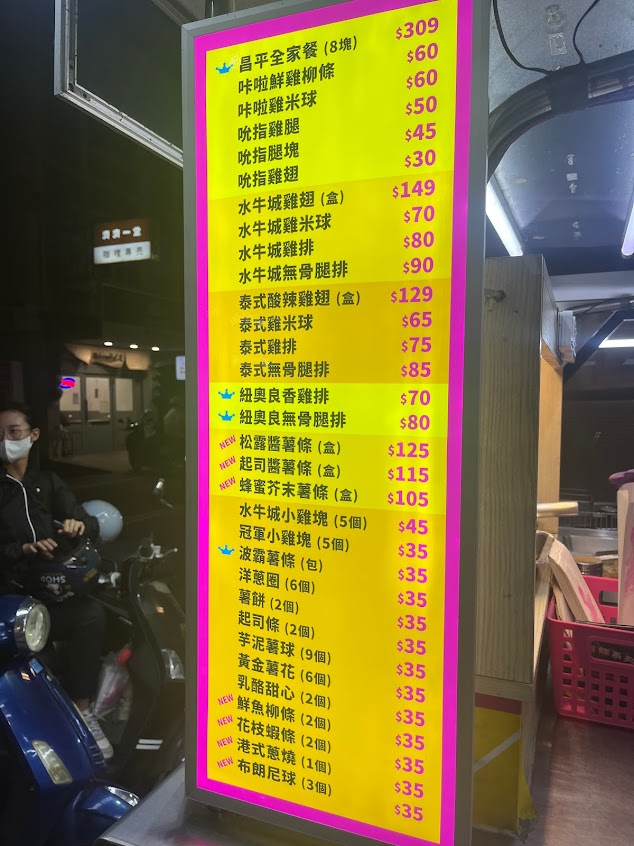 昌平全家餐 (8塊) $309
咔啦鮮雞柳條 $60
咔啦雞米球 $60
吮指雞腿 $50
吮指腿塊 $45
吮指雞翅 $30
水牛城雞翅 (盒) $149
水牛城雞米球 $70
水牛城雞排 $80
水牛城無骨腿排 $90
泰式酸辣雞翅 (盒) $129
泰式雞米球 $65
泰式雞排 $75
泰式無骨腿排 $85
紐奧良香雞排 $70
紐奧良無骨腿排 $80
NEW 松露醬薯條 (盒) $125
NEW 起司醬薯條 (盒) $115
NEW 蜂蜜芥末薯條 (盒) $105
水牛城小雞塊 (5個) $45
冠軍小雞塊 (5個) $35
波霸薯條 (包) $35
洋蔥圈 (6個) $35
薯餅 (2個) $35
起司條 (2個) $35
芋泥薯球 (9個) $35
黃金薯花 (6個) $35
乳酪甜心 (2個) $35
NEW 鮮魚柳條 (2個) $35
NEW 花枝蝦條 (2個) $35
NEW 港式蔥燒 (1個) $35
NEW 布朗尼球 (3個) $35